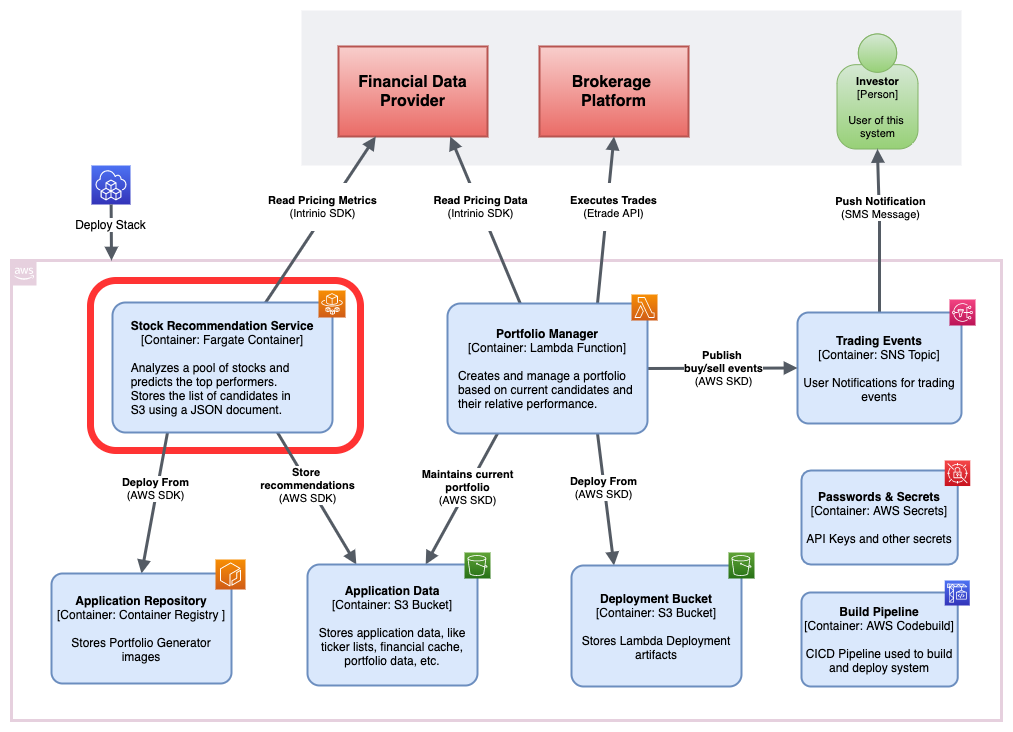 Financial Data
Provider
Brokerage
Platform
Investor
[Person]
User of this
system
Read Pricing Metrics
(Intrinio SDK)
Read Pricing Data
(Intrinio SDK)
Executes Trades
(Etrade API)
Push Notification
(SMS Message)
Deploy Stack
aws
Stock Recommendation Service
[Container: Fargate Container]
Analyzes a pool of stocks and
predicts the top performers.
Stores the list of candidates in
S3 using a JSON document.
Portfolio Manager
[Container: Lambda Function]
Creates and manage a portfolio
based on current candidates and
their relative performance.
Publish
buy/sell events
(AWS SKD)
Trading Events
[Container: SNS Topic]
User Notifications for trading
events
Deploy From
(AWS SDK)
Store
recommendations
(AWS SDK)
Maintains current
portfolio
(AWS SKD)
Deploy From
(AWS SKD)
Passwords & Secrets
[Container: AWS Secrets]
API Keys and other secrets
Application Repository
[Container: Container Registry ]
Stores Portfolio Generator
images
Application Data
[Container: S3 Bucket]
Stores application data, like
ticker lists, financial cache,
portfolio data, etc.
Deployment Bucket
[Container: S3 Bucket]
Stores Lambda Deployment
artifacts
Build Pipeline
[Container: AWS Codebuild]
CICD Pipeline used to build
and deploy system